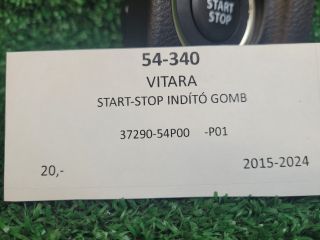 START
STOP
54-340
VITARA
START-STOP INDÍTÓ GOMB
37290-54P00 -P01
20,- 2015-2024